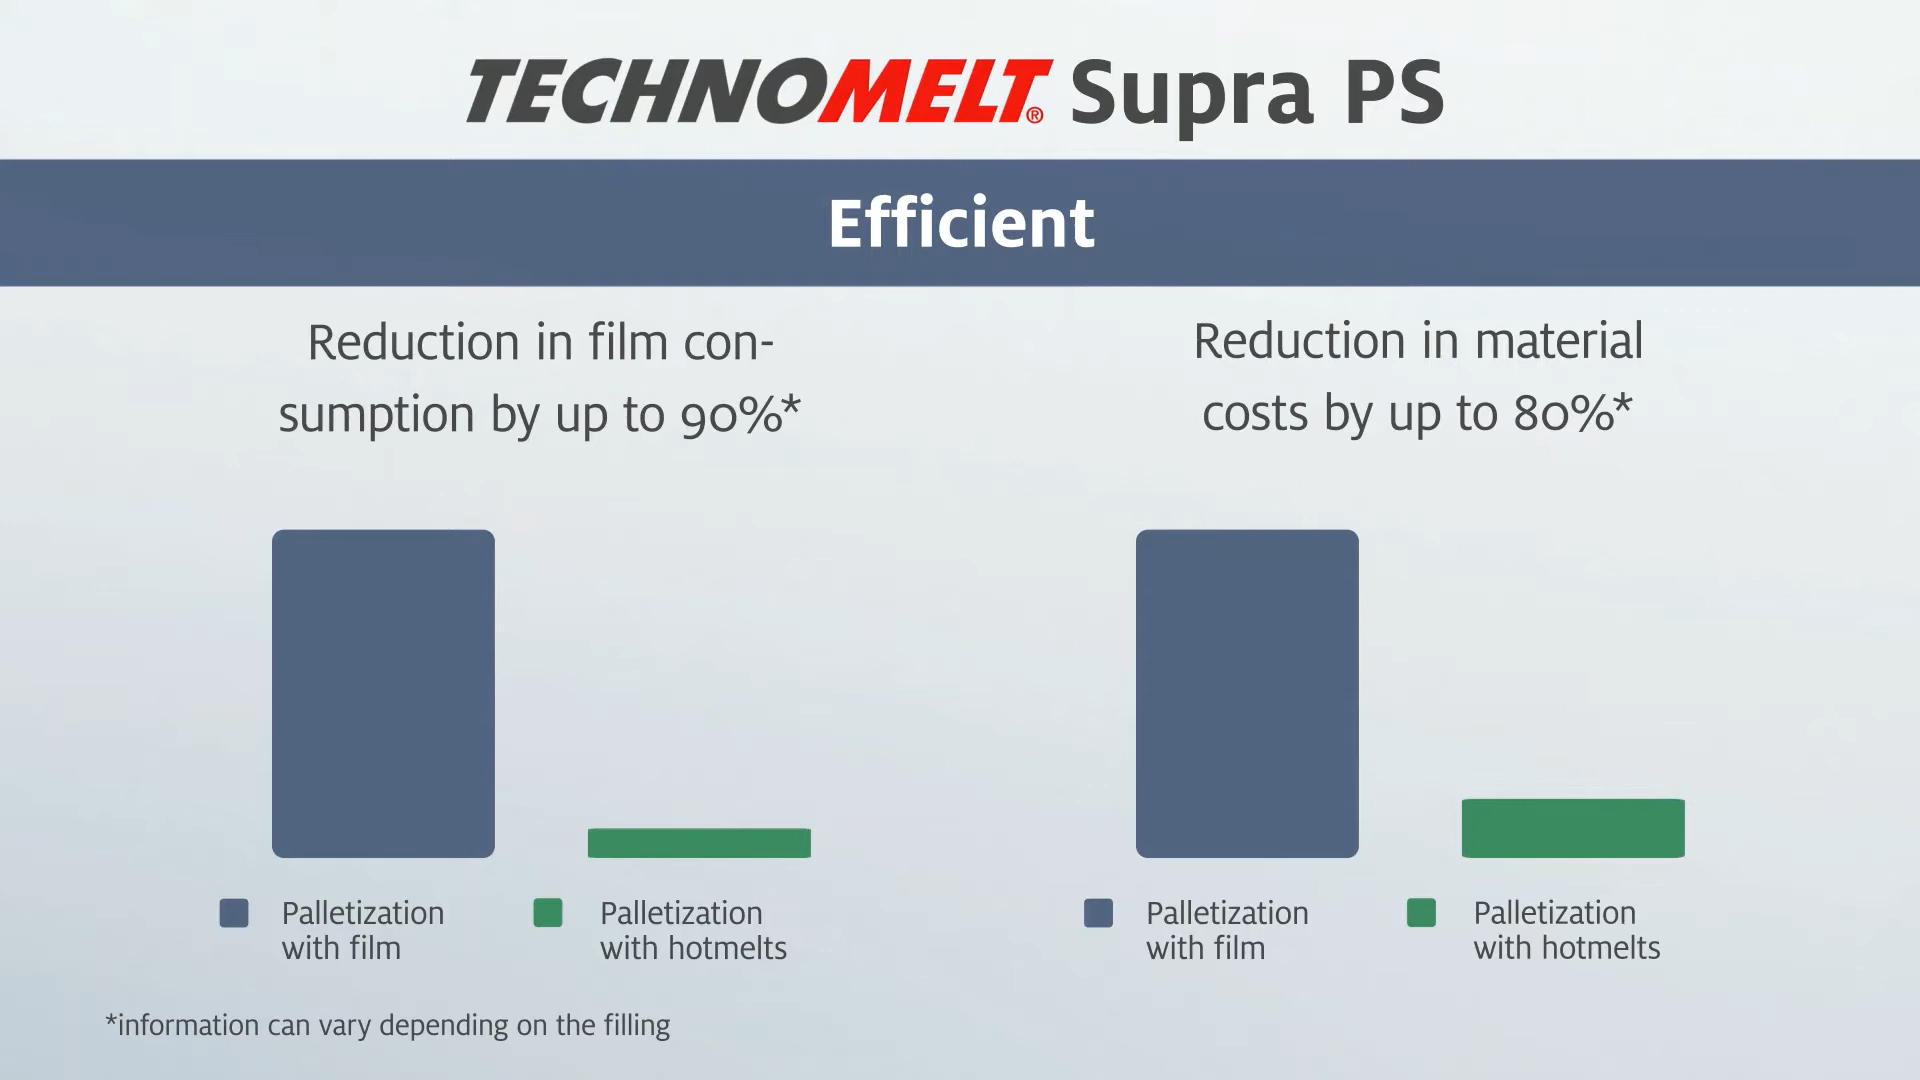 TECHNOMELT® Supra PS
Efficient
Reduction in film con-
sumption by up to 90%*
Reduction in material
costs by up to 80%*
Palletization
with film
Palletization
with hotmelts
Palletization
with film
Palletization
with hotmelts
*information can vary depending on the filling